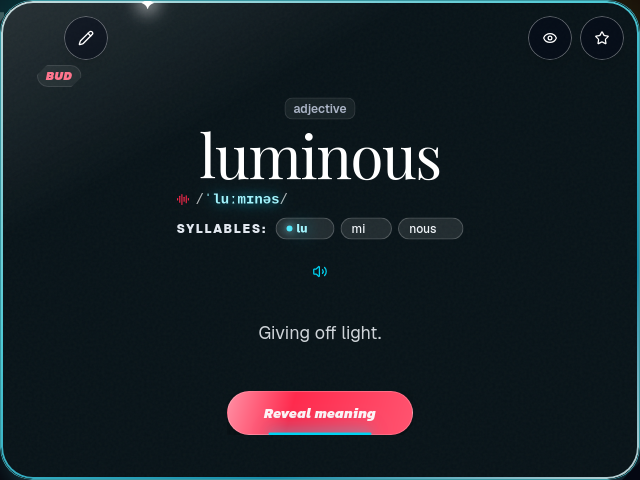 BUD
adjective
luminous
/ˈluːmɪnəs/
SYLLABLES: lu mi nous
Giving off light.
Reveal meaning